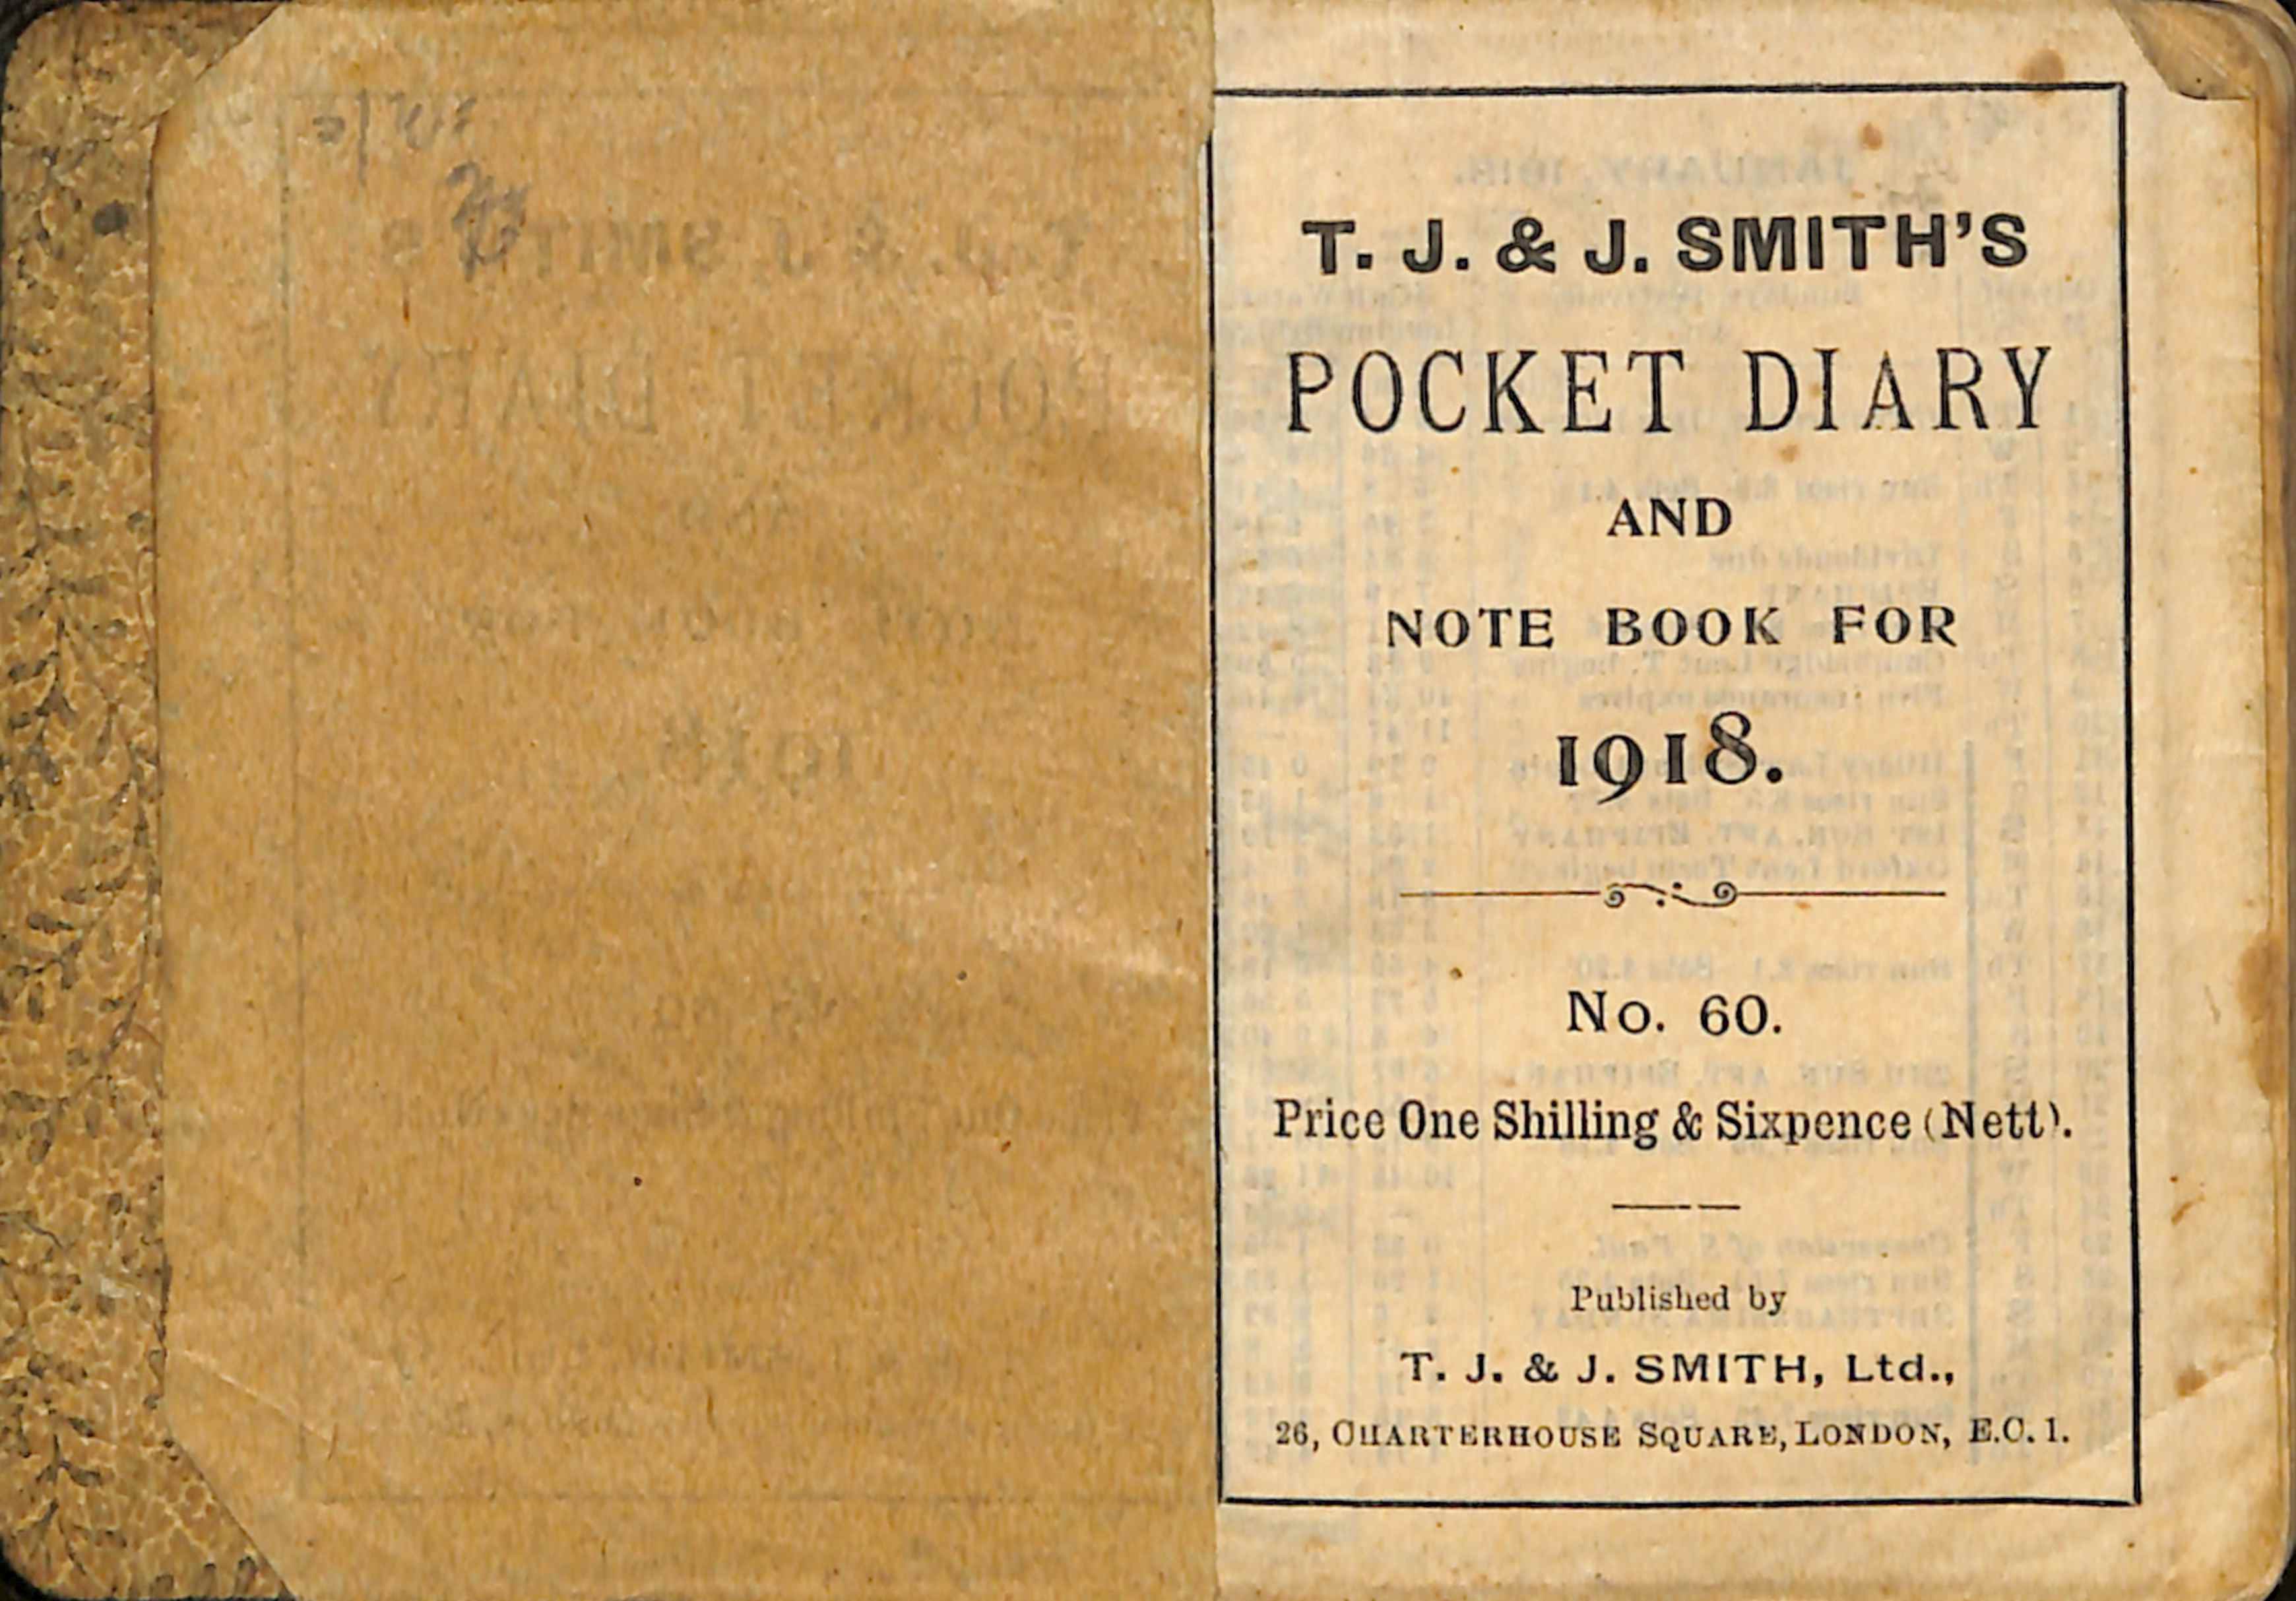 T. J. & J. SMITH'S
POCKET DIARY
AND
NOTE BOOK FOR
1918.
No. 60.
Price One Shilling & Sixpence (Nett).
Published by
T. J. & J. SMITH, Ltd.,
26, CHARTERHOUSE SQUARE, LONDON, E.C. 1.